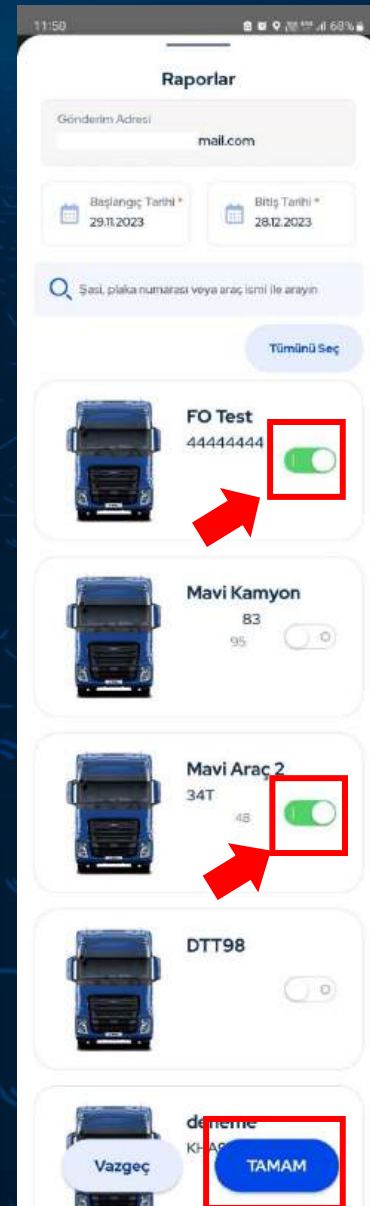 11:50
68%
Raporlar
Gönderim Adresi
mail.com
Başlangıç Tarihi *
29.11.2023
Bitiş Tarihi *
28.12.2023
Şasi, plaka numarası veya araç ismi ile arayın
Tümünü Seç
FO Test
44444444
Mavi Kamyon
83
95
Mavi Araç 2
34T
48
DTT98
deneme
Vazgeç
TAMAM